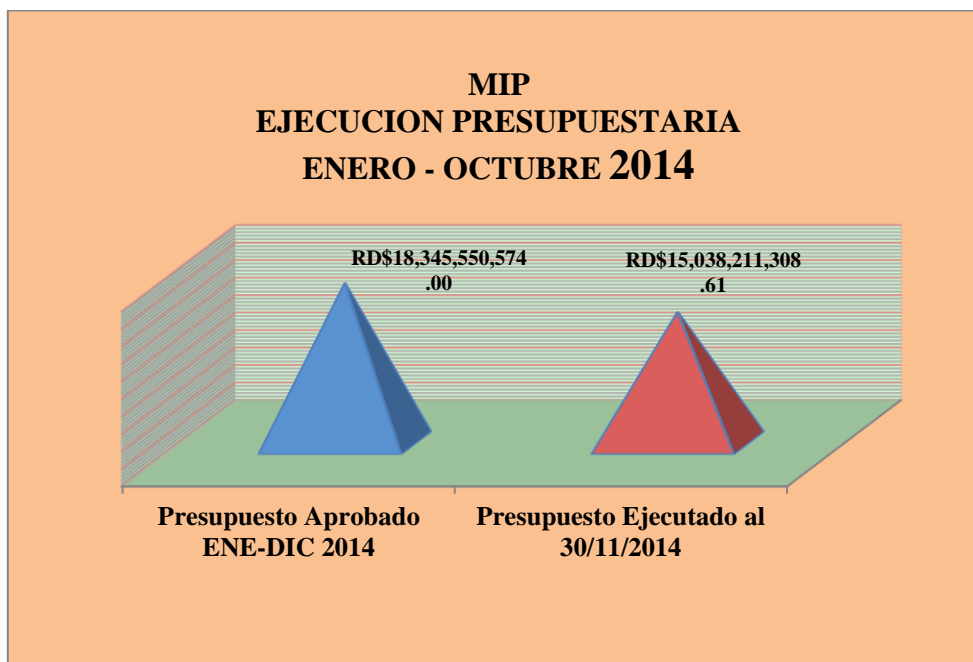 MIP
EJECUCION PRESUPUESTARIA
ENERO - OCTUBRE 2014
RD$18,345,550,574
.00
RD$15,038,211,308
.61
Presupuesto Aprobado
ENE-DIC 2014
Presupuesto Ejecutado al
30/11/2014